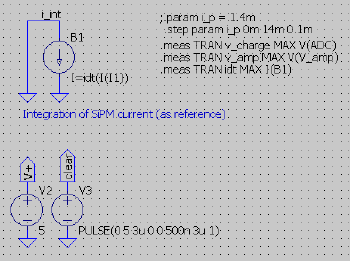 i_int
B1
I=idt(I(I1))
;.param i_p = 1.4m
.step param i_p 0m 14m 0.1m
.meas TRAN v_charge MAX V(ADC)
.meas TRAN v_amp MAX V(V_amp)
.meas TRAN idt MAX I(B1)
Integration of SiPM current (as reference)
V+
clear
V2
V3
5
PULSE(0 5 3u 0 0 500n 3u 1)